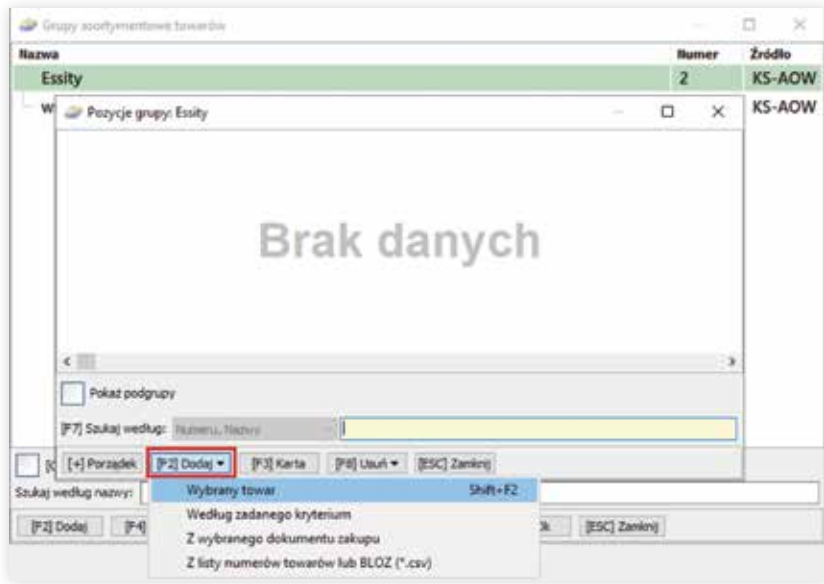 Grupy asortymentowe towarów
Nazwa Numer Źródło
Essity 2 KS-AOW
W KS-AOW
Pozycje grupy: Essity
Brak danych
Pokaż podgrupy
[F7] Szukaj według: Numeru, Nazwy
[+] Porządek [F2] Dodaj [F3] Karta [F8] Usuń [ESC] Zamknij
Szukaj według nazwy:
Wybrany towar Shift+F2
[F2] Dodaj [F4] [ESC] Zamknij
Według zadanego kryterium
Z wybranego dokumentu zakupu
Z listy numerów towarów lub BLOZ (*.csv)